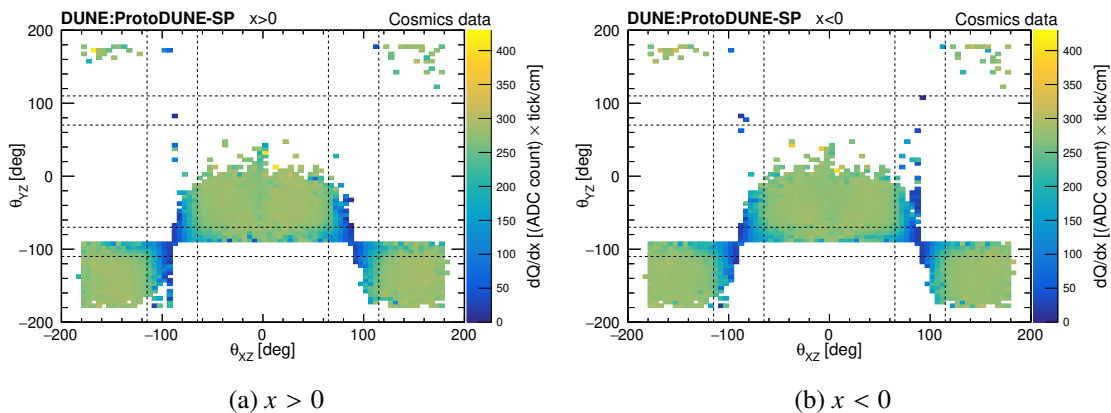 DUNE:ProtoDUNE-SP x>0 Cosmics data
200
100
0
−100
−200
θYZ [deg]
−200 −100 0 100 200
θXZ [deg]
400
350
300
250
200
150
100
50
0
dQ/dx [(ADC count) × tick/cm]
(a) x > 0
DUNE:ProtoDUNE-SP x<0 Cosmics data
200
100
0
−100
−200
θYZ [deg]
−200 −100 0 100 200
θXZ [deg]
400
350
300
250
200
150
100
50
0
dQ/dx [(ADC count) × tick/cm]
(b) x < 0